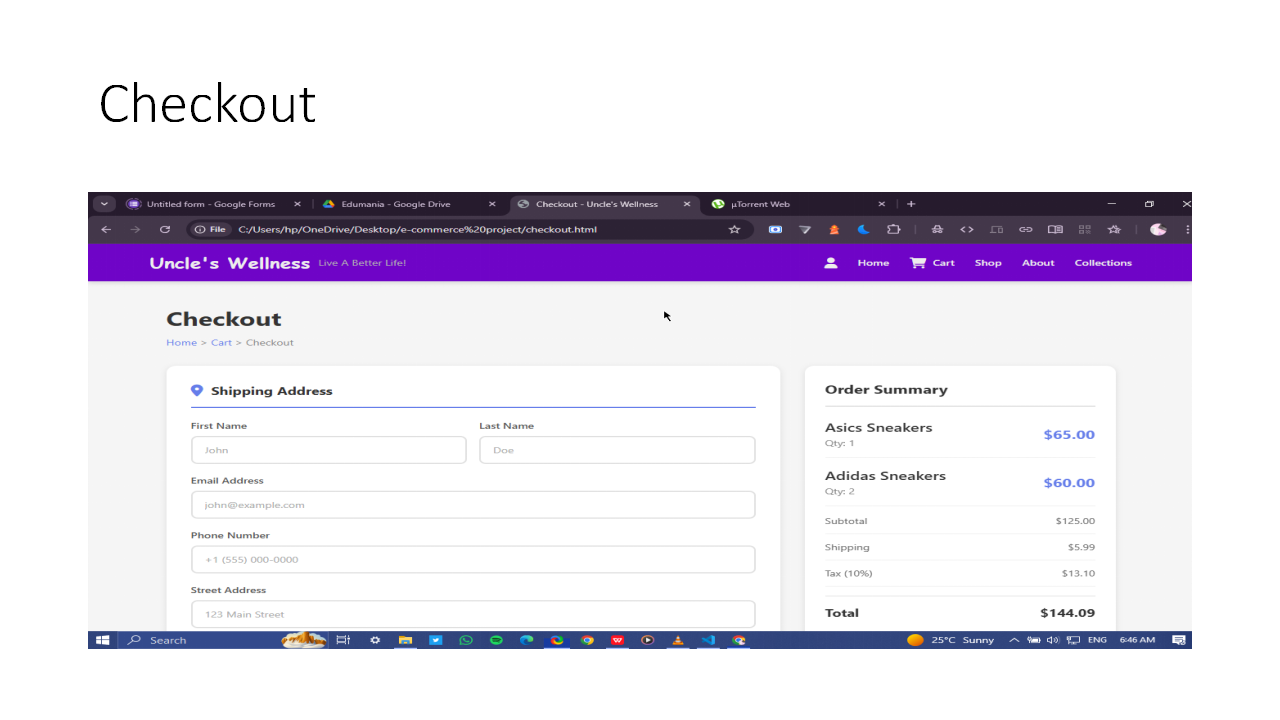 Checkout
Untitled form - Google Forms
Edumania - Google Drive
Checkout - Uncle's Wellness
µTorrent Web
File
C:/Users/hp/OneDrive/Desktop/e-commerce%20project/checkout.html
Uncle's Wellness
Live A Better Life!
Home
Cart
Shop
About
Collections
Checkout
Home > Cart > Checkout
Shipping Address
First Name
Last Name
John
Doe
Email Address
john@example.com
Phone Number
+1 (555) 000-0000
Street Address
123 Main Street
Order Summary
Asics Sneakers
Qty: 1
$65.00
Adidas Sneakers
Qty: 2
$60.00
Subtotal
$125.00
Shipping
$5.99
Tax (10%)
$13.10
Total
$144.09
Search
25°C Sunny
ENG
6:46 AM